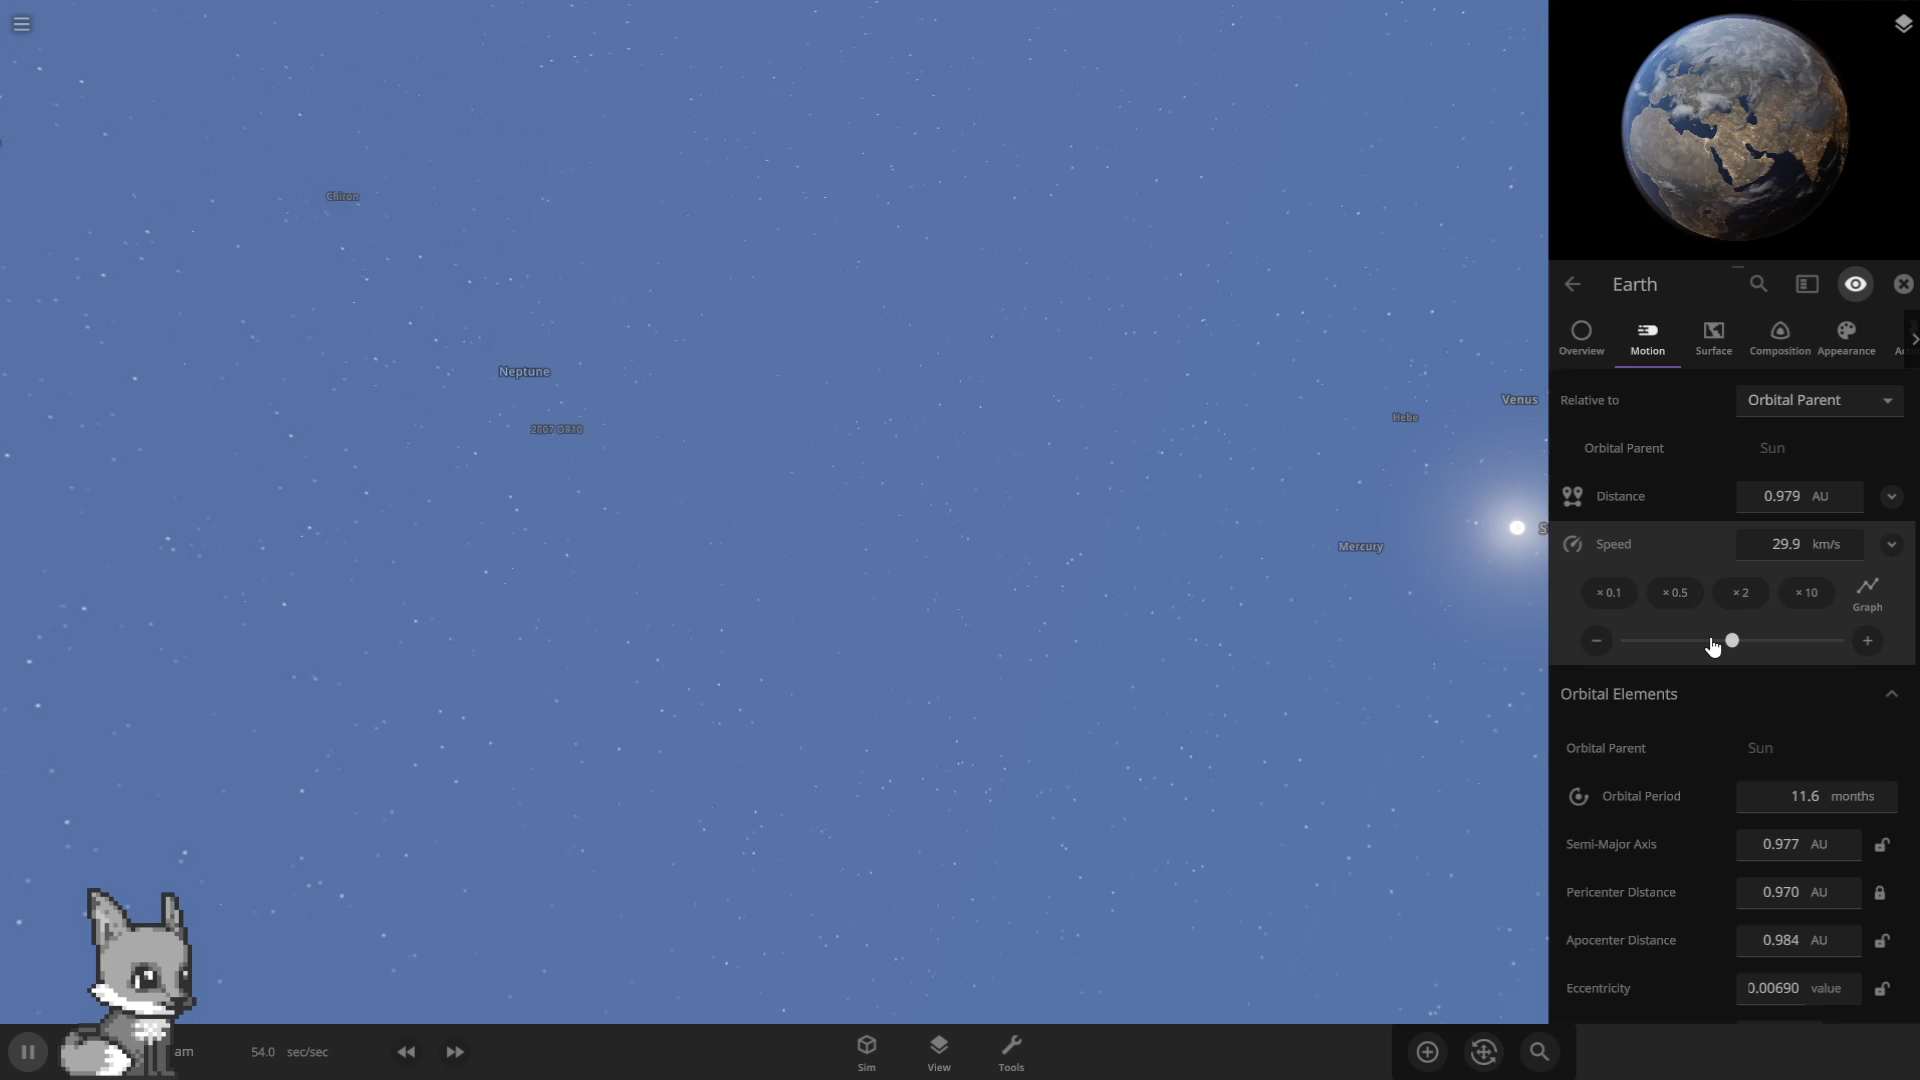 Chiron
Neptune
2007 OR10
Venus
Hebe
Mercury
S
Earth
Overview
Motion
Surface
Composition
Appearance
Relative to
Orbital Parent
Orbital Parent
Sun
Distance
0.979 AU
Speed
29.9 km/s
× 0.1
× 0.5
× 2
× 10
Graph
Orbital Elements
Orbital Parent
Sun
Orbital Period
11.6 months
Semi-Major Axis
0.977 AU
Pericenter Distance
0.970 AU
Apocenter Distance
0.984 AU
Eccentricity
0.00690 value
am
54.0 sec/sec
Sim
View
Tools